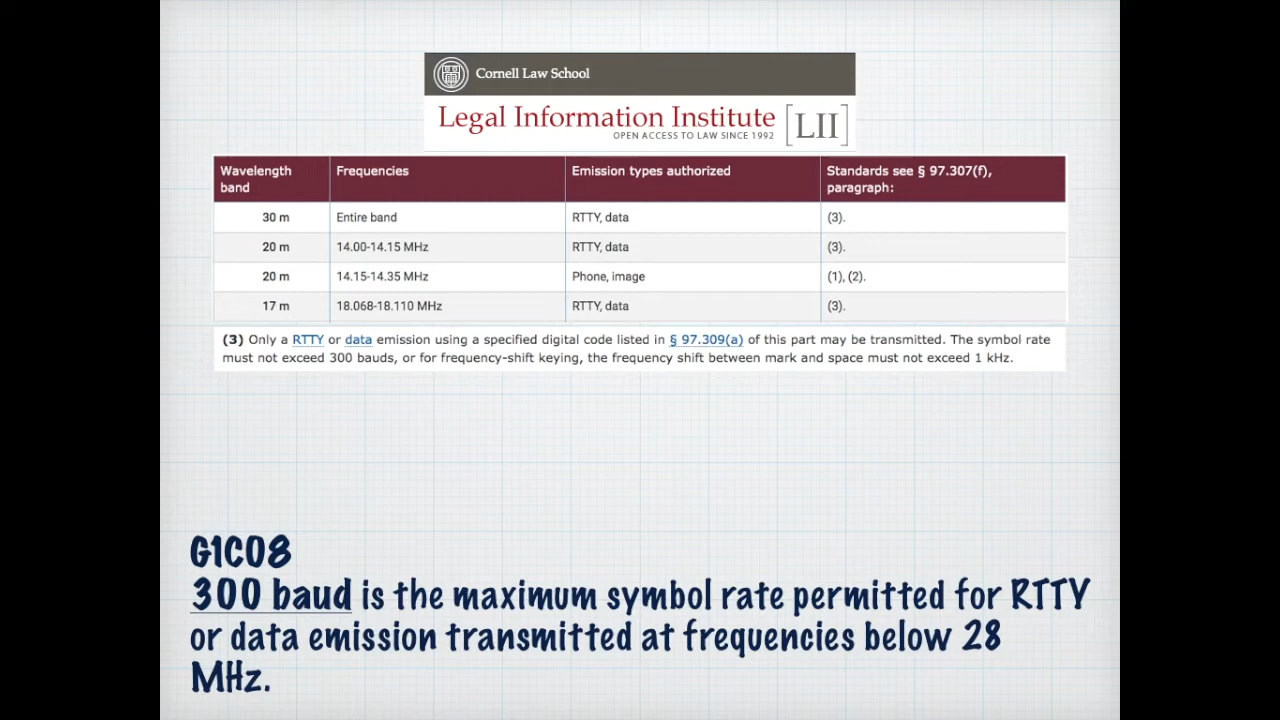 Cornell Law School
Legal Information Institute [LII]
OPEN ACCESS TO LAW SINCE 1992
Wavelength band Frequencies Emission types authorized Standards see § 97.307(f), paragraph:
30 m Entire band RTTY, data (3).
20 m 14.00-14.15 MHz RTTY, data (3).
20 m 14.15-14.35 MHz Phone, image (1), (2).
17 m 18.068-18.110 MHz RTTY, data (3).
(3) Only a RTTY or data emission using a specified digital code listed in § 97.309(a) of this part may be transmitted. The symbol rate
must not exceed 300 bauds, or for frequency-shift keying, the frequency shift between mark and space must not exceed 1 kHz.
G1C08
300 baud is the maximum symbol rate permitted for RTTY
or data emission transmitted at frequencies below 28
MHz.